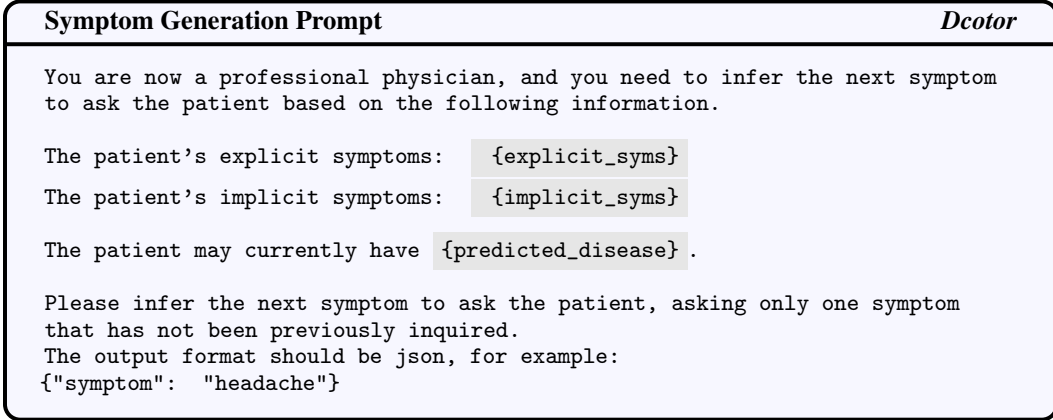 Symptom Generation Prompt Dcotor
You are now a professional physician, and you need to infer the next symptom
to ask the patient based on the following information.
The patient's explicit symptoms: {explicit_syms}
The patient's implicit symptoms: {implicit_syms}
The patient may currently have {predicted_disease}.
Please infer the next symptom to ask the patient, asking only one symptom
that has not been previously inquired.
The output format should be json, for example:
{"symptom": "headache"}